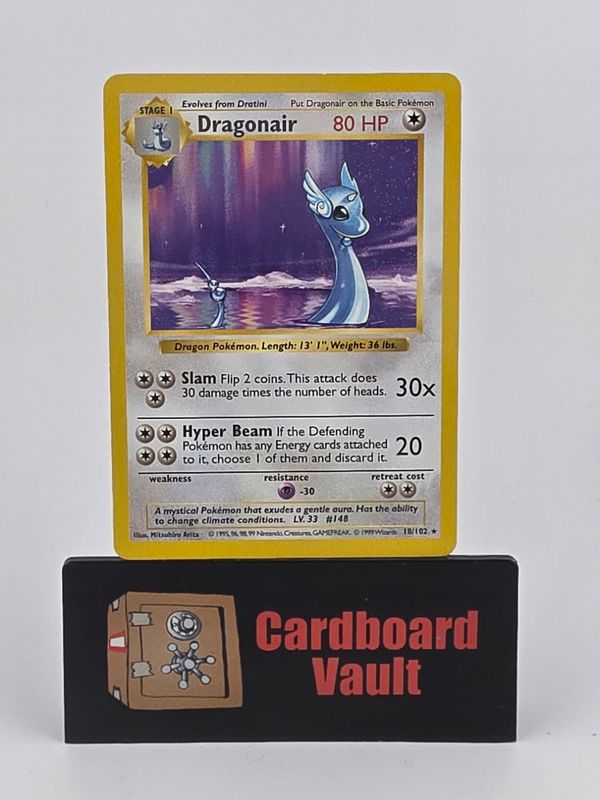 STAGE 1
Evolves from Dratini Put Dragonair on the Basic Pokémon
Dragonair 80 HP
Dragon Pokémon. Length: 13' 1", Weight: 36 lbs.
Slam Flip 2 coins. This attack does
30 damage times the number of heads. 30x
Hyper Beam If the Defending
Pokémon has any Energy cards attached
to it, choose 1 of them and discard it. 20
weakness resistance retreat cost
-30
A mystical Pokémon that exudes a gentle aura. Has the ability
to change climate conditions. LV. 33 #148
Illus. Mitsuhiro Arita © 1995, 96, 98, 99 Nintendo, Creatures, GAMEFREAK. © 1999 Wizards. 18/102 ★
Cardboard
Vault